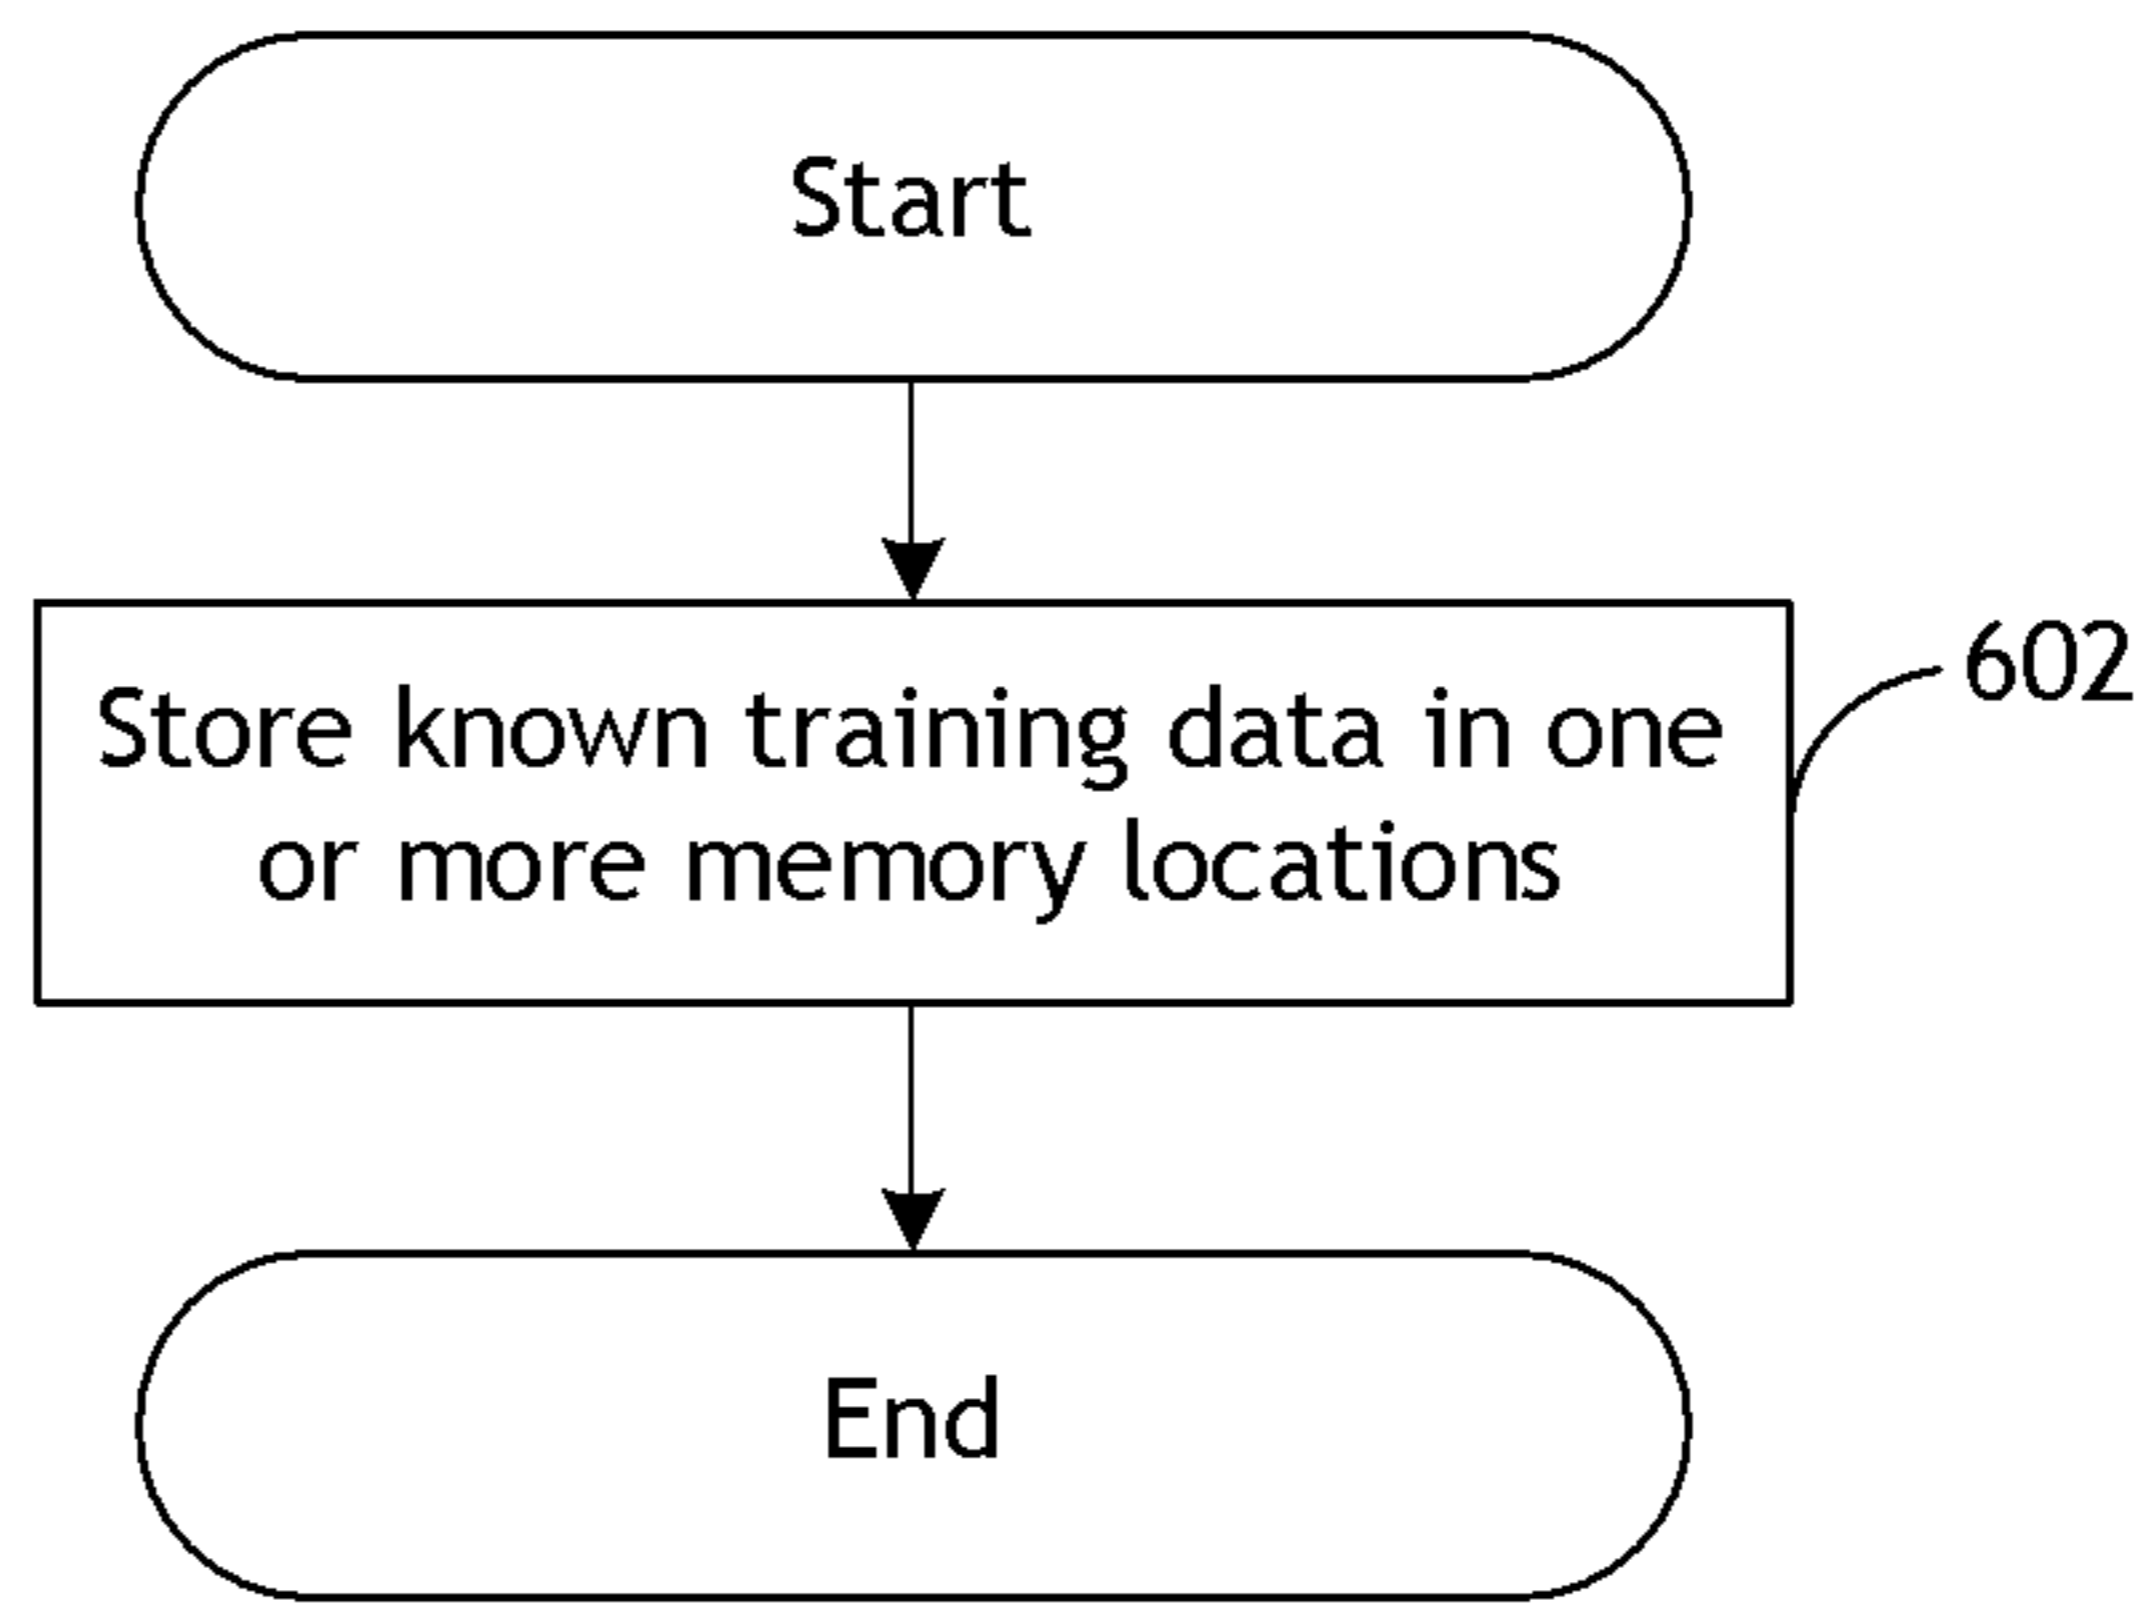 Start
602
Store known training data in one
or more memory locations
End